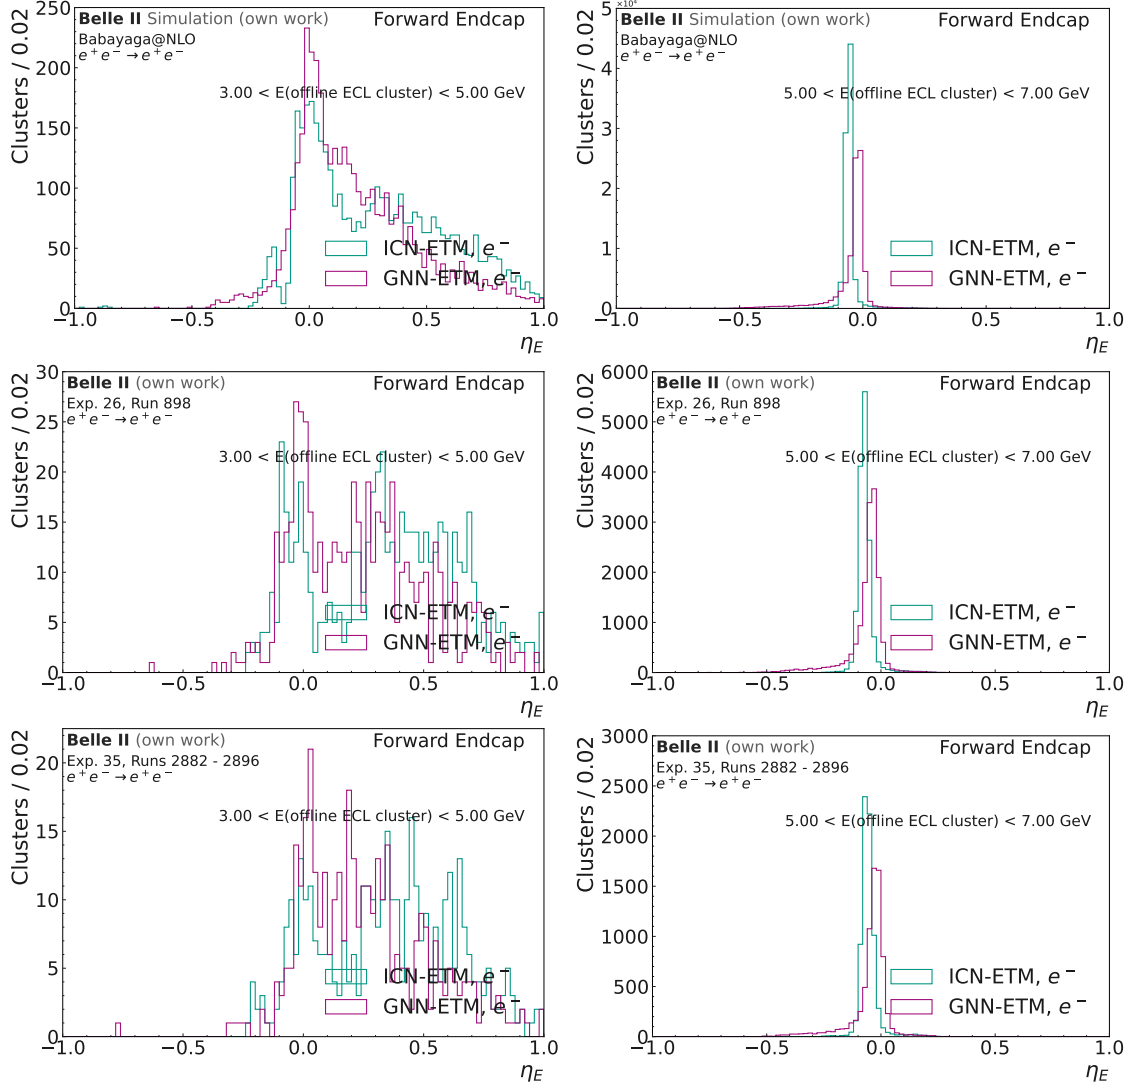 Clusters / 0.02
250
200
150
100
50
0
Belle II Simulation (own work)
Babayaga@NLO
e⁺e⁻ → e⁺e⁻
Forward Endcap
3.00 < E(offline ECL cluster) < 5.00 GeV
ICN-ETM, e⁻
GNN-ETM, e⁻
−1.0 −0.5 0.0 0.5 1.0
η_E
Clusters / 0.02
×10⁴
5
4
3
2
1
0
Belle II Simulation (own work)
Babayaga@NLO
e⁺e⁻ → e⁺e⁻
Forward Endcap
5.00 < E(offline ECL cluster) < 7.00 GeV
ICN-ETM, e⁻
GNN-ETM, e⁻
−1.0 −0.5 0.0 0.5 1.0
η_E
Clusters / 0.02
30
25
20
15
10
5
0
Belle II (own work)
Exp. 26, Run 898
e⁺e⁻ → e⁺e⁻
Forward Endcap
3.00 < E(offline ECL cluster) < 5.00 GeV
ICN-ETM, e⁻
GNN-ETM, e⁻
−1.0 −0.5 0.0 0.5 1.0
η_E
Clusters / 0.02
6000
5000
4000
3000
2000
1000
0
Belle II (own work)
Exp. 26, Run 898
e⁺e⁻ → e⁺e⁻
Forward Endcap
5.00 < E(offline ECL cluster) < 7.00 GeV
ICN-ETM, e⁻
GNN-ETM, e⁻
−1.0 −0.5 0.0 0.5 1.0
η_E
Clusters / 0.02
20
15
10
5
0
Belle II (own work)
Exp. 35, Runs 2882 - 2896
e⁺e⁻ → e⁺e⁻
Forward Endcap
3.00 < E(offline ECL cluster) < 5.00 GeV
ICN-ETM, e⁻
GNN-ETM, e⁻
−1.0 −0.5 0.0 0.5 1.0
η_E
Clusters / 0.02
3000
2500
2000
1500
1000
500
0
Belle II (own work)
Exp. 35, Runs 2882 - 2896
e⁺e⁻ → e⁺e⁻
Forward Endcap
5.00 < E(offline ECL cluster) < 7.00 GeV
ICN-ETM, e⁻
GNN-ETM, e⁻
−1.0 −0.5 0.0 0.5 1.0
η_E